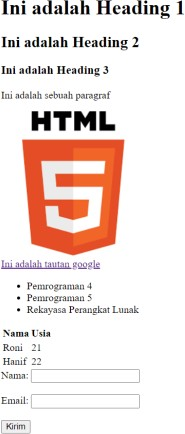 Ini adalah Heading 1
Ini adalah Heading 2
Ini adalah Heading 3
Ini adalah sebuah paragraf
HTML
5
Ini adalah tautan google
Pemrograman 4
Pemrograman 5
Rekayasa Perangkat Lunak
Nama Usia
Roni 21
Hanif 22
Nama:
Email:
Kirim